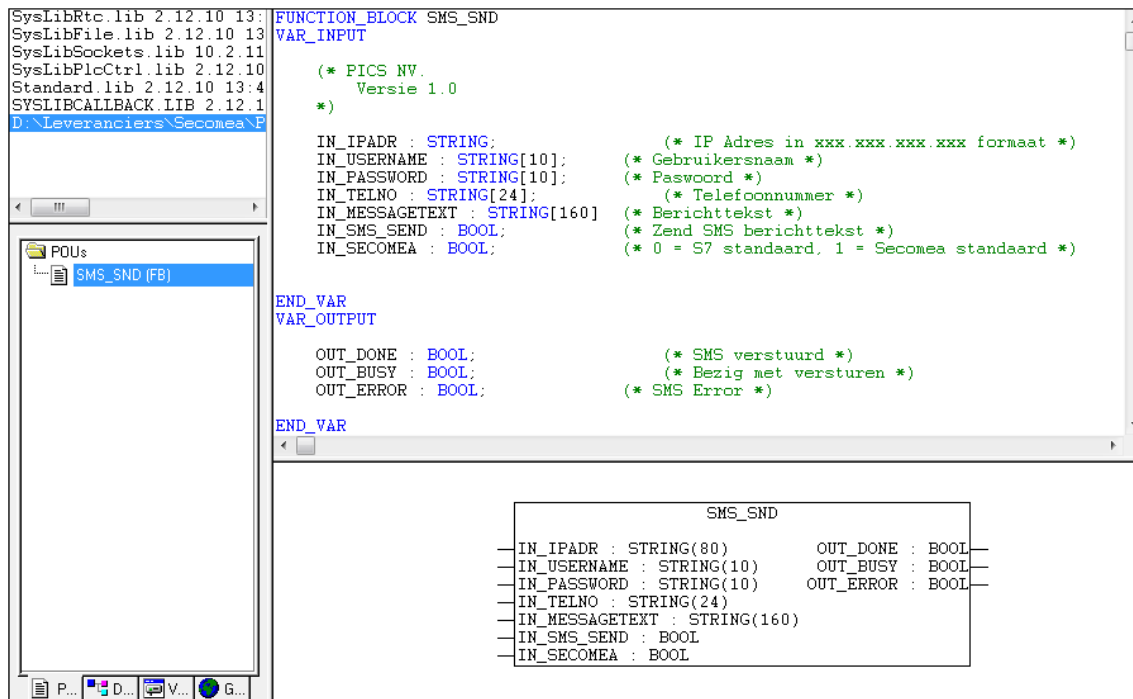 SysLibRtc.lib 2.12.10 13:
SysLibFile.lib 2.12.10 13
SysLibSockets.lib 10.2.11
SysLibPlcCtrl.lib 2.12.10
Standard.lib 2.12.10 13:4
SYSLIBCALLBACK.LIB 2.12.1
D:\Leveranciers\Secomea\P
POUs
SMS_SND (FB)
P...
D...
V...
G...
FUNCTION_BLOCK SMS_SND
VAR_INPUT
(* PICS NV.
Versie 1.0
*)
IN_IPADR : STRING; (* IP Adres in xxx.xxx.xxx.xxx formaat *)
IN_USERNAME : STRING[10]; (* Gebruikersnaam *)
IN_PASSWORD : STRING[10]; (* Paswoord *)
IN_TELNO : STRING[24]; (* Telefoonnummer *)
IN_MESSAGETEXT : STRING[160] (* Berichttekst *)
IN_SMS_SEND : BOOL; (* Zend SMS berichttekst *)
IN_SECOMEA : BOOL; (* 0 = S7 standaard, 1 = Secomea standaard *)
END_VAR
VAR_OUTPUT
OUT_DONE : BOOL; (* SMS verstuurd *)
OUT_BUSY : BOOL; (* Bezig met versturen *)
OUT_ERROR : BOOL; (* SMS Error *)
END_VAR
SMS_SND
IN_IPADR : STRING(80) OUT_DONE : BOOL
IN_USERNAME : STRING(10) OUT_BUSY : BOOL
IN_PASSWORD : STRING(10) OUT_ERROR : BOOL
IN_TELNO : STRING(24)
IN_MESSAGETEXT : STRING(160)
IN_SMS_SEND : BOOL
IN_SECOMEA : BOOL